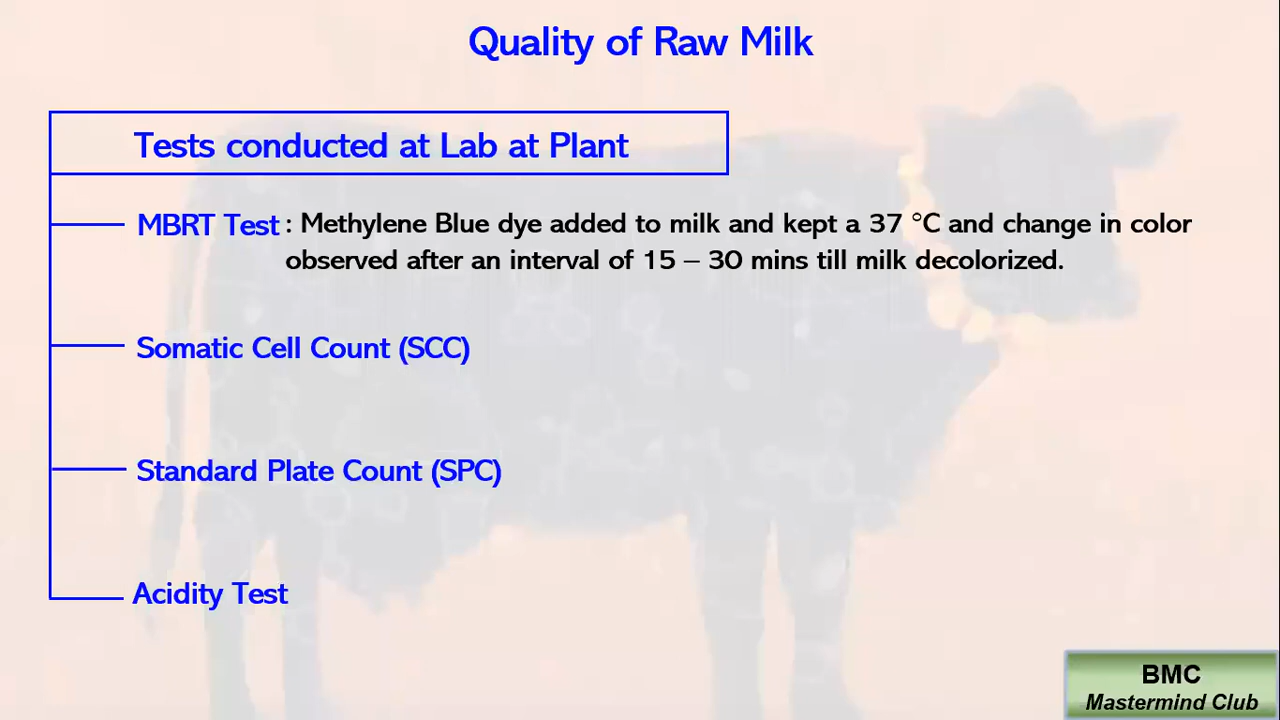 Quality of Raw Milk
Tests conducted at Lab at Plant
MBRT Test : Methylene Blue dye added to milk and kept a 37 °C and change in color
observed after an interval of 15 – 30 mins till milk decolorized.
Somatic Cell Count (SCC)
Standard Plate Count (SPC)
Acidity Test
BMC
Mastermind Club